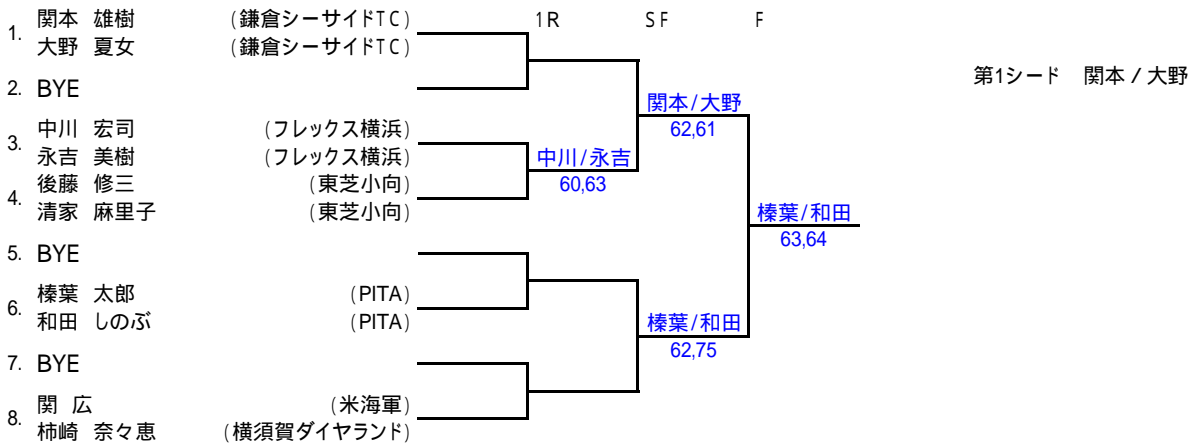 1R SF F
1. 関本 雄樹 (鎌倉シーサイドTC)
大野 夏女 (鎌倉シーサイドTC)
第1シード 関本 / 大野
2. BYE
関本/大野
62,61
3. 中川 宏司 (フレックス横浜)
永吉 美樹 (フレックス横浜)
中川/永吉
60,63
4. 後藤 修三 (東芝小向)
清家 麻里子 (東芝小向)
榛葉/和田
63,64
5. BYE
6. 榛葉 太郎 (PITA)
和田 しのぶ (PITA)
榛葉/和田
62,75
7. BYE
8. 関 広 (米海軍)
柿崎 奈々恵 (横須賀ダイヤランド)